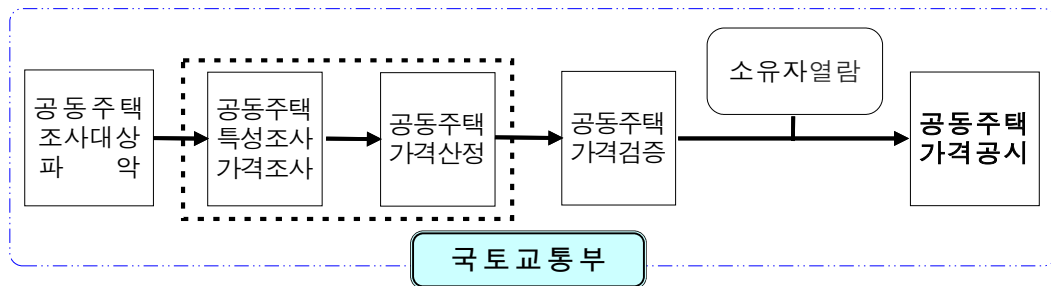 공동주택
조사대상
파 악
공동주택
특성조사
가격조사
공동주택
가격산정
공동주택
가격검증
소유자열람
공동주택
가격공시
국토교통부